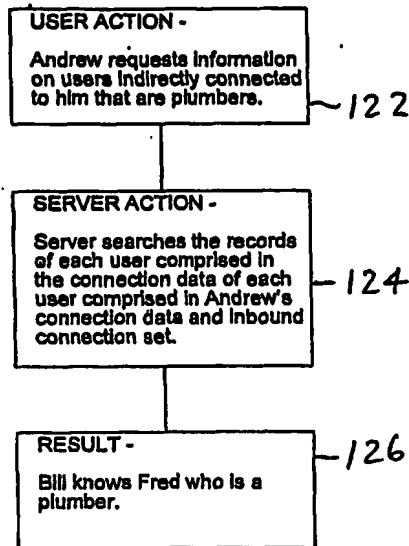 USER ACTION -
Andrew requests information
on users indirectly connected
to him that are plumbers.
122
SERVER ACTION -
Server searches the records
of each user comprised in
the connection data of each
user comprised in Andrew's
connection data and inbound
connection set.
124
RESULT -
Bill knows Fred who is a
plumber.
126